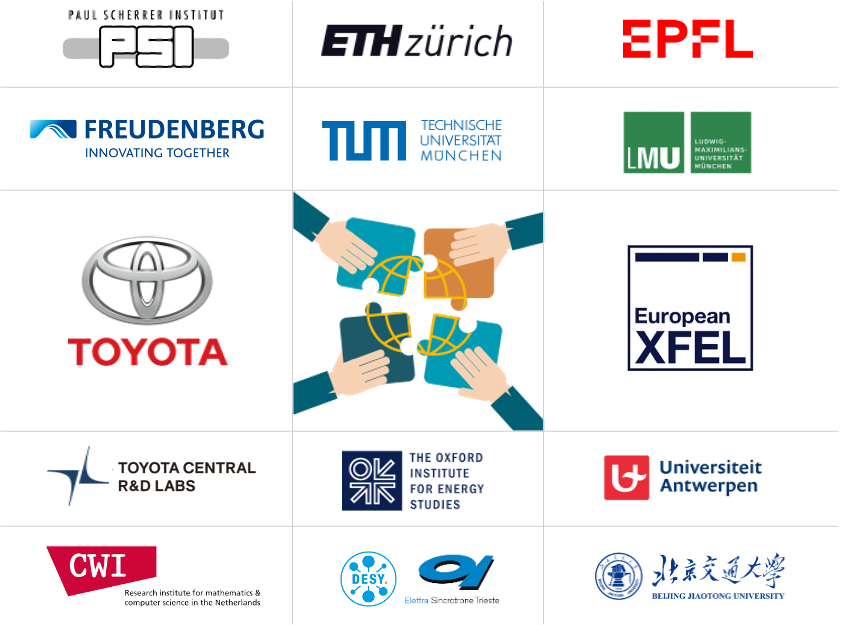 PAUL SCHERRER INSTITUT
PSI
ETH zürich
EPFL
FREUDENBERG
INNOVATING TOGETHER
TUM
TECHNISCHE
UNIVERSITÄT
MÜNCHEN
LMU
LUDWIG-
MAXIMILIANS-
UNIVERSITÄT
MÜNCHEN
TOYOTA
European
XFEL
TOYOTA CENTRAL
R&D LABS
THE OXFORD
INSTITUTE
FOR ENERGY
STUDIES
Universiteit
Antwerpen
CWI
Research institute for mathematics &
computer science in the Netherlands
DESY.
Elettra Sincrotrone Trieste
北京交通大学
BEIJING JIAOTONG UNIVERSITY